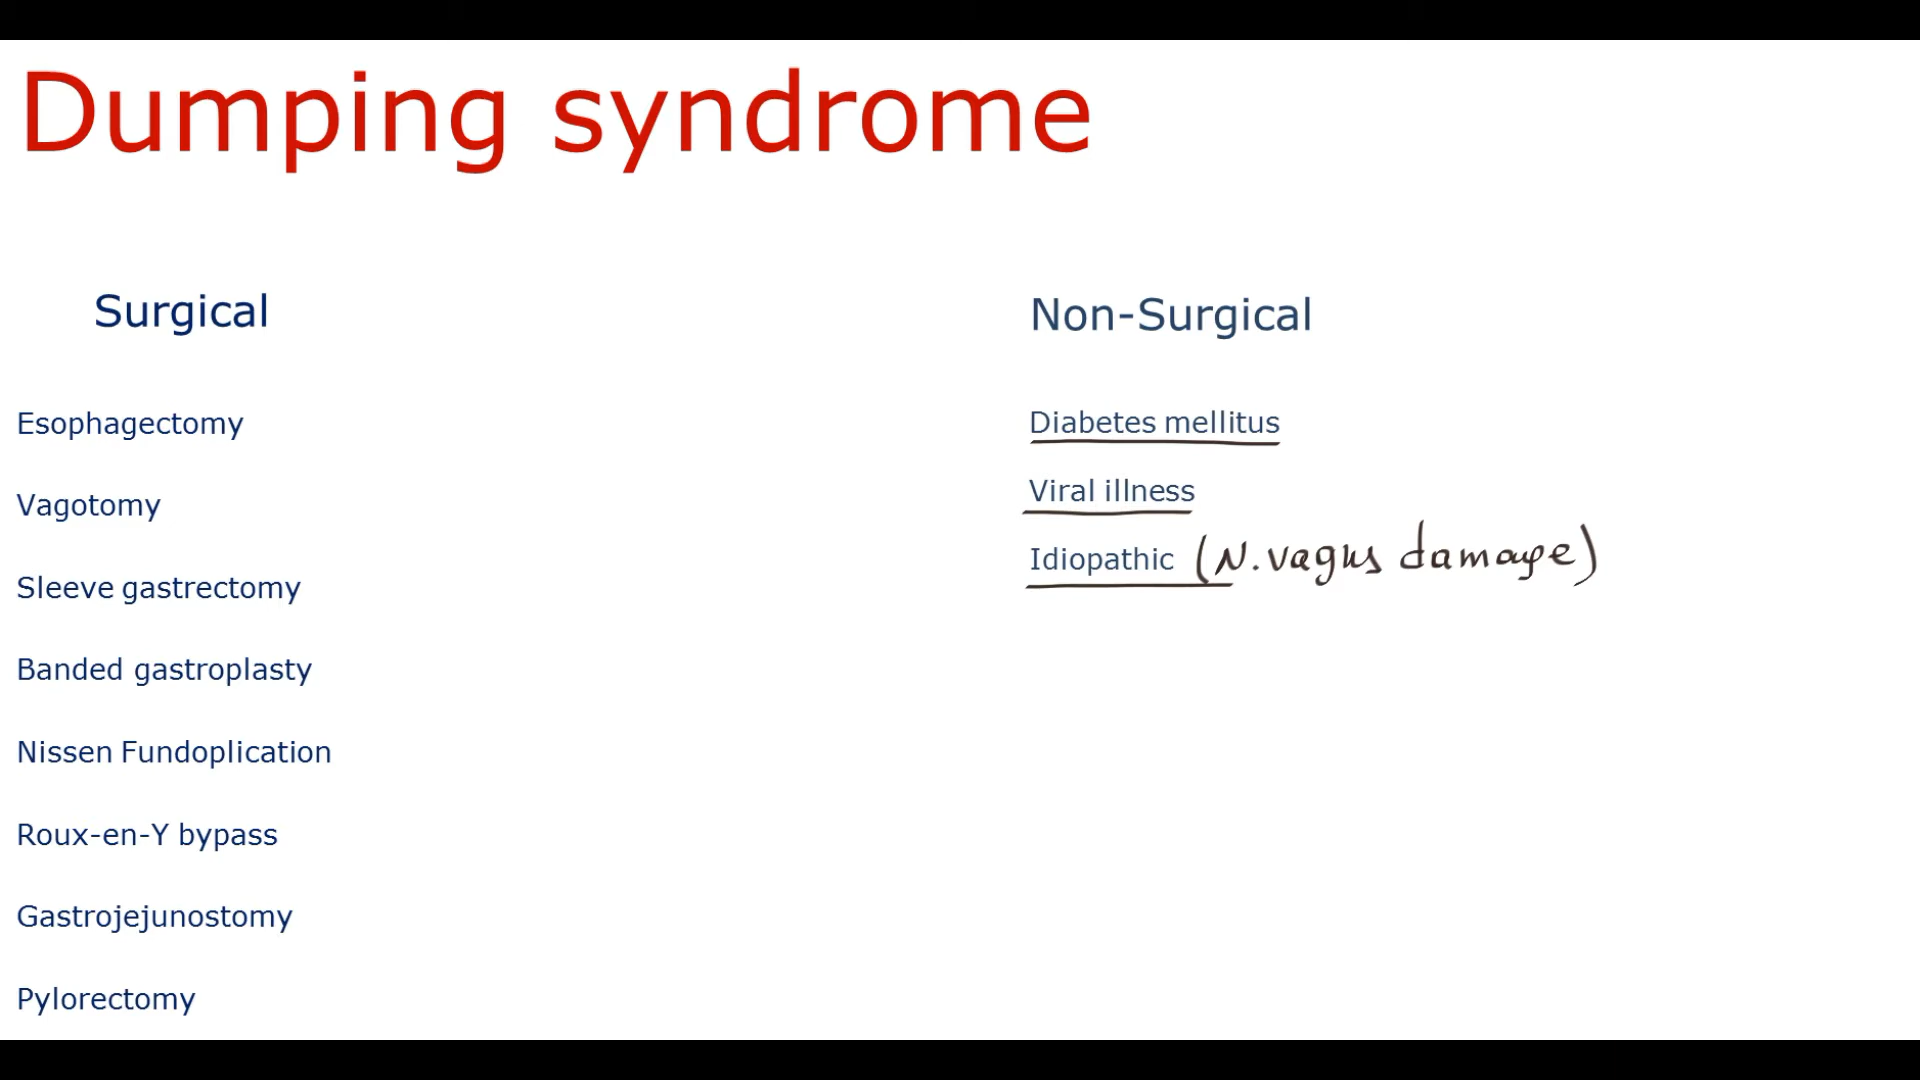 Dumping syndrome
Surgical
Esophagectomy
Vagotomy
Sleeve gastrectomy
Banded gastroplasty
Nissen Fundoplication
Roux-en-Y bypass
Gastrojejunostomy
Pylorectomy
Non-Surgical
Diabetes mellitus
Viral illness
Idiopathic (N. vagus damage)